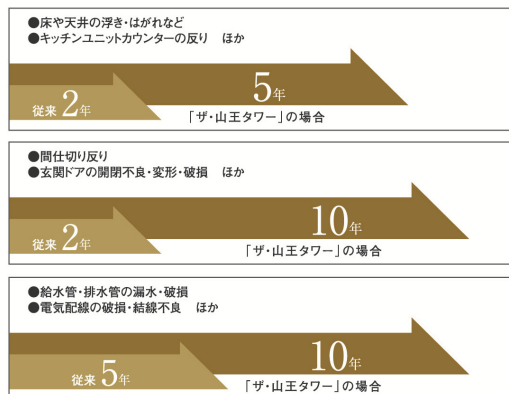 ●床や天井の浮き・はがれなど
●キッチンユニットカウンターの反り ほか
5年
従来 2年
「ザ・山王タワー」の場合
●間仕切り反り
●玄関ドアの開閉不良・変形・破損 ほか
10年
従来 2年
「ザ・山王タワー」の場合
●給水管・排水管の漏水・破損
●電気配線の破損・結線不良 ほか
10年
従来 5年
「ザ・山王タワー」の場合